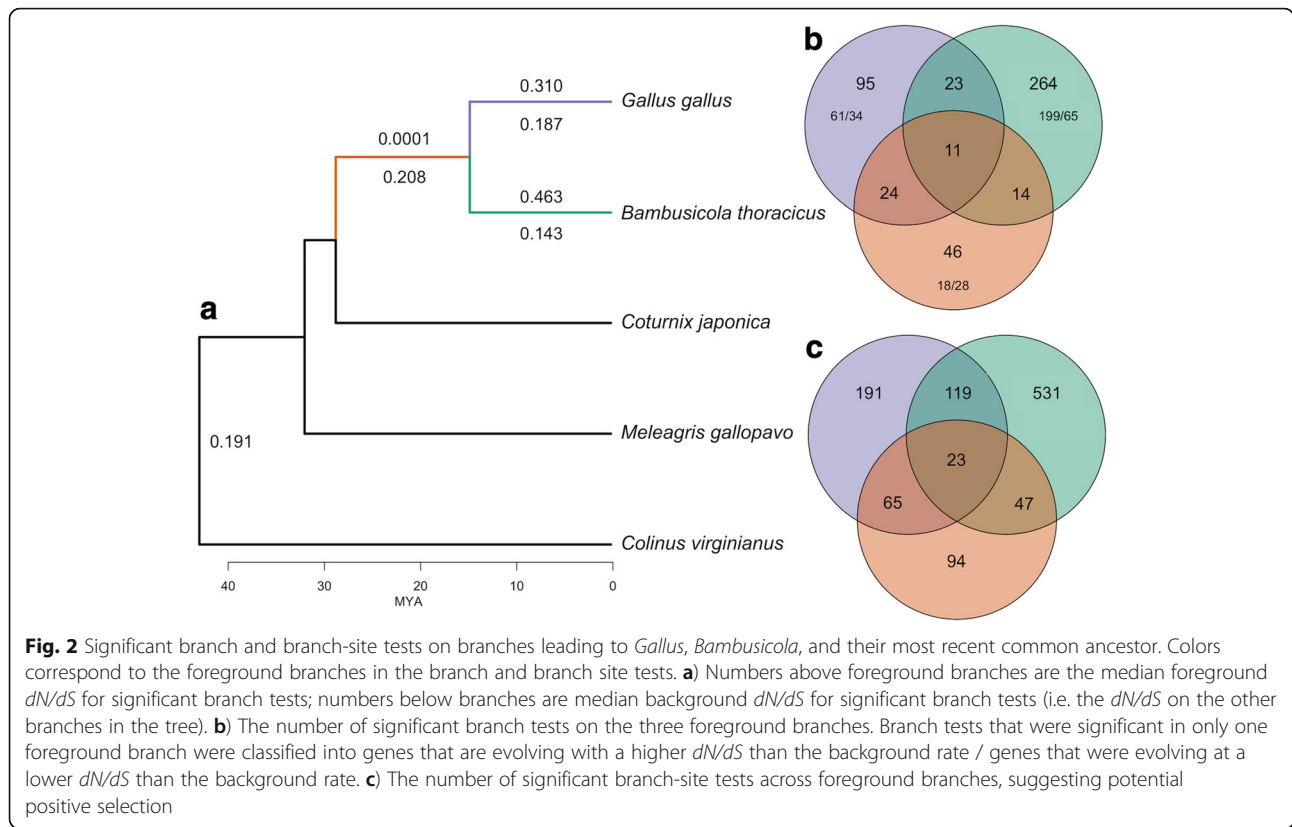 b
95
23
264
61/34
199/65
11
24
14
46
18/28
0.310
Gallus gallus
0.187
0.0001
0.208
0.463
Bambusicola thoracicus
0.143
a
Coturnix japonica
Meleagris gallopavo
0.191
Colinus virginianus
40 30 20 10 0
MYA
c
191
119
531
23
65
47
94
Fig. 2 Significant branch and branch-site tests on branches leading to Gallus, Bambusicola, and their most recent common ancestor. Colors
correspond to the foreground branches in the branch and branch site tests. a) Numbers above foreground branches are the median foreground
dN/dS for significant branch tests; numbers below branches are median background dN/dS for significant branch tests (i.e. the dN/dS on the other
branches in the tree). b) The number of significant branch tests on the three foreground branches. Branch tests that were significant in only one
foreground branch were classified into genes that are evolving with a higher dN/dS than the background rate / genes that were evolving at a
lower dN/dS than the background rate. c) The number of significant branch-site tests across foreground branches, suggesting potential
positive selection